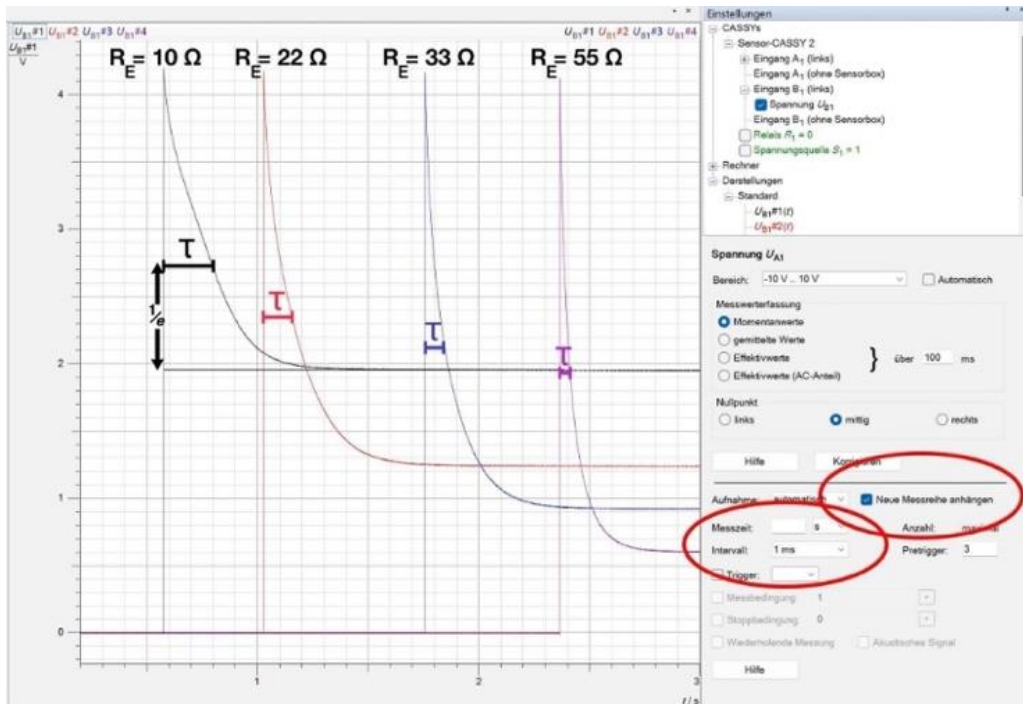 Einstellungen
U_B1#1 U_B1#2 U_B1#3 U_B1#4
U_B1#1 U_B1#2 U_B1#3 U_B1#4
U_B1#1
V
R_E = 10 Ω
R_E = 22 Ω
R_E = 33 Ω
R_E = 55 Ω
4
3
2
1
0
τ
τ
τ
τ
1/e
1
2
3
t / s
CASSYs
Sensor-CASSY 2
Eingang A₁ (links)
Eingang A₁ (ohne Sensorbox)
Eingang B₁ (links)
Spannung U_B1
Eingang B₁ (ohne Sensorbox)
Relais R₁ = 0
Spannungsquelle S₁ = 1
Rechner
Darstellungen
Standard
U_B1#1(t)
U_B1#2(t)
Spannung U_A1
Bereich: -10 V .. 10 V Automatisch
Messwerterfassung
Momentanwerte
gemittelte Werte
Effektivwerte
Effektivwerte (AC-Anteil)
} über 100 ms
Nullpunkt
links mittig rechts
Hilfe Korrigieren
Aufnahme: automatisch Neue Messreihe anhängen
Messzeit: s Anzahl: maximal
Intervall: 1 ms Pretrigger: 3
Trigger:
Messbedingung: 1
Stoppbedingung: 0
Wiederholende Messung Akustisches Signal
Hilfe